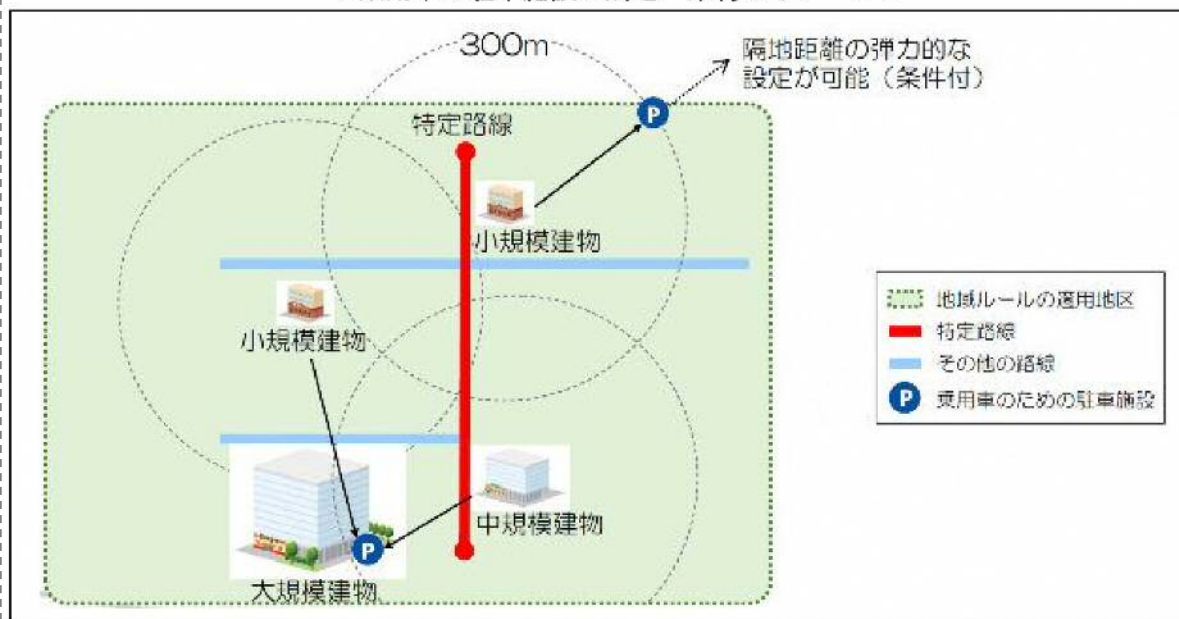 300m
隔地距離の弾力的な
設定が可能（条件付）
P
特定路線
小規模建物
小規模建物
地域ルールの適用地区
特定路線
その他の路線
P 乗用車のための駐車施設
中規模建物
P
大規模建物